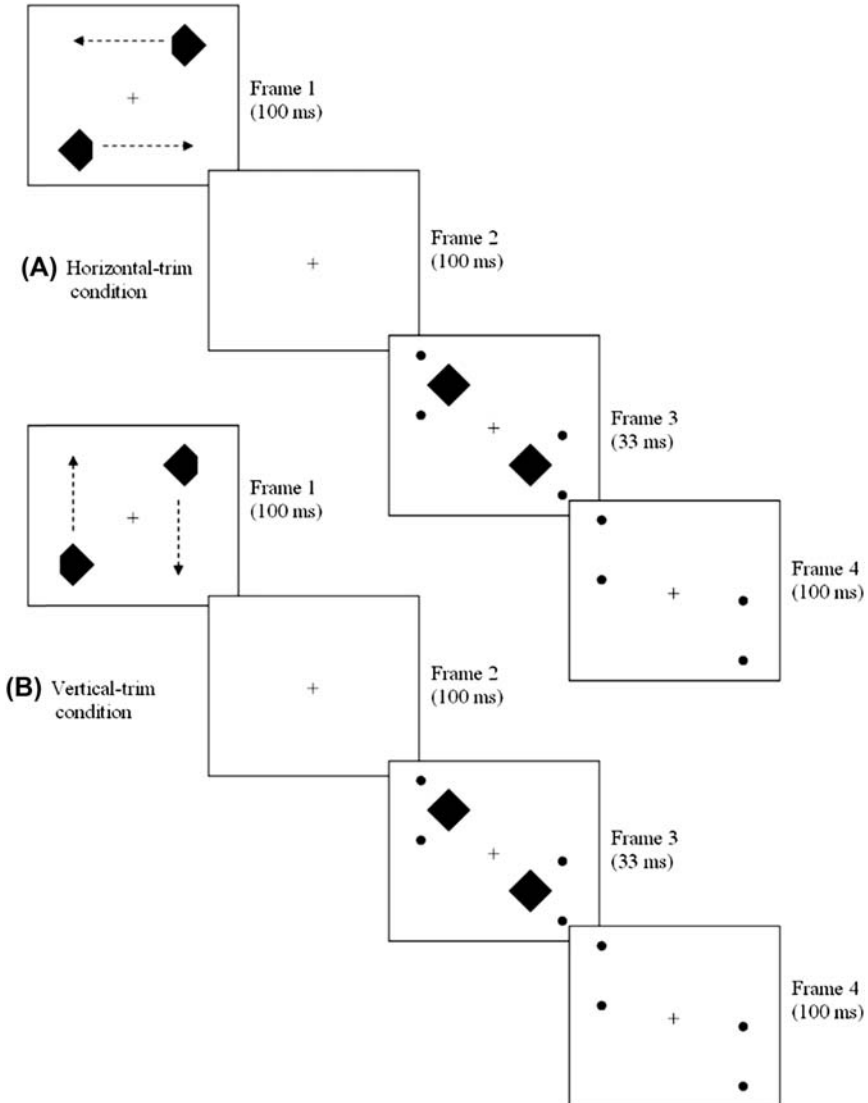 Frame 1
(100 ms)
Frame 2
(100 ms)
(A) Horizontal-trim
condition
Frame 3
(33 ms)
Frame 1
(100 ms)
Frame 4
(100 ms)
Frame 2
(100 ms)
(B) Vertical-trim
condition
Frame 3
(33 ms)
Frame 4
(100 ms)